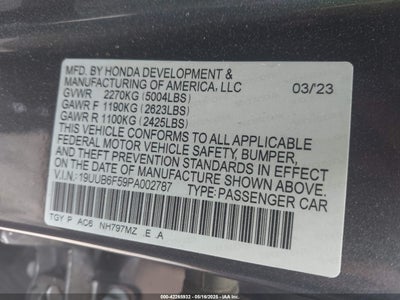 MFD. BY HONDA DEVELOPMENT &
MANUFACTURING OF AMERICA, LLC 03/'23
GVWR 2270KG (5004LBS)
GAWR F 1190KG (2623LBS)
GAWR R 1100KG (2425LBS)
THIS VEHICLE CONFORMS TO ALL APPLICABLE
FEDERAL MOTOR VEHICLE SAFETY, BUMPER,
AND THEFT PREVENTION STANDARDS IN EFFECT
ON THE DATE OF MANUFACTURE SHOWN ABOVE.
V.I.N.: 19UUB6F59PA002787 TYPE: PASSENGER CAR
TGY P AC6 NH797MZ .E .A
000-42265932 — 05/16/2025 — IAA Inc.